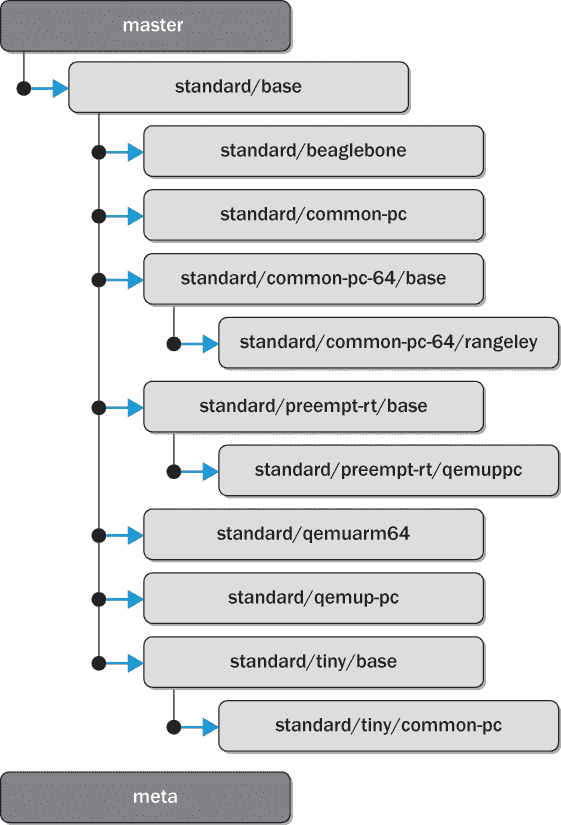 master
standard/base
standard/beaglebone
standard/common-pc
standard/common-pc-64/base
standard/common-pc-64/rangeley
standard/preempt-rt/base
standard/preempt-rt/qemuppc
standard/qemuarm64
standard/qemup-pc
standard/tiny/base
standard/tiny/common-pc
meta